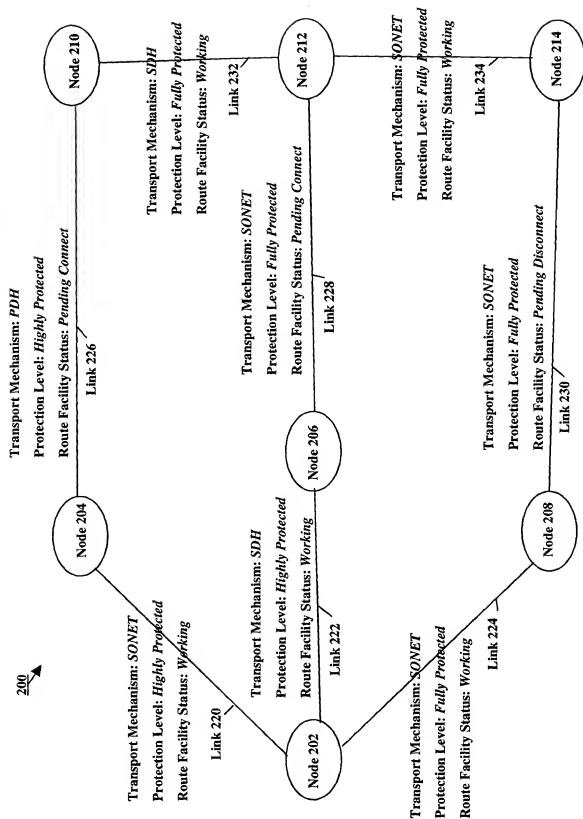 200
Transport Mechanism: PDH
Protection Level: Highly Protected
Route Facility Status: Pending Connect
Link 226
Node 204
Node 210
Transport Mechanism: SONET
Protection Level: Highly Protected
Route Facility Status: Working
Link 220
Transport Mechanism: SDH
Protection Level: Fully Protected
Route Facility Status: Working
Link 232
Node 202
Transport Mechanism: SDH
Protection Level: Highly Protected
Route Facility Status: Working
Link 222
Node 206
Transport Mechanism: SONET
Protection Level: Fully Protected
Route Facility Status: Pending Connect
Link 228
Node 212
Transport Mechanism: SONET
Protection Level: Fully Protected
Route Facility Status: Working
Link 224
Transport Mechanism: SONET
Protection Level: Fully Protected
Route Facility Status: Working
Link 234
Node 208
Transport Mechanism: SONET
Protection Level: Fully Protected
Route Facility Status: Pending Disconnect
Link 230
Node 214